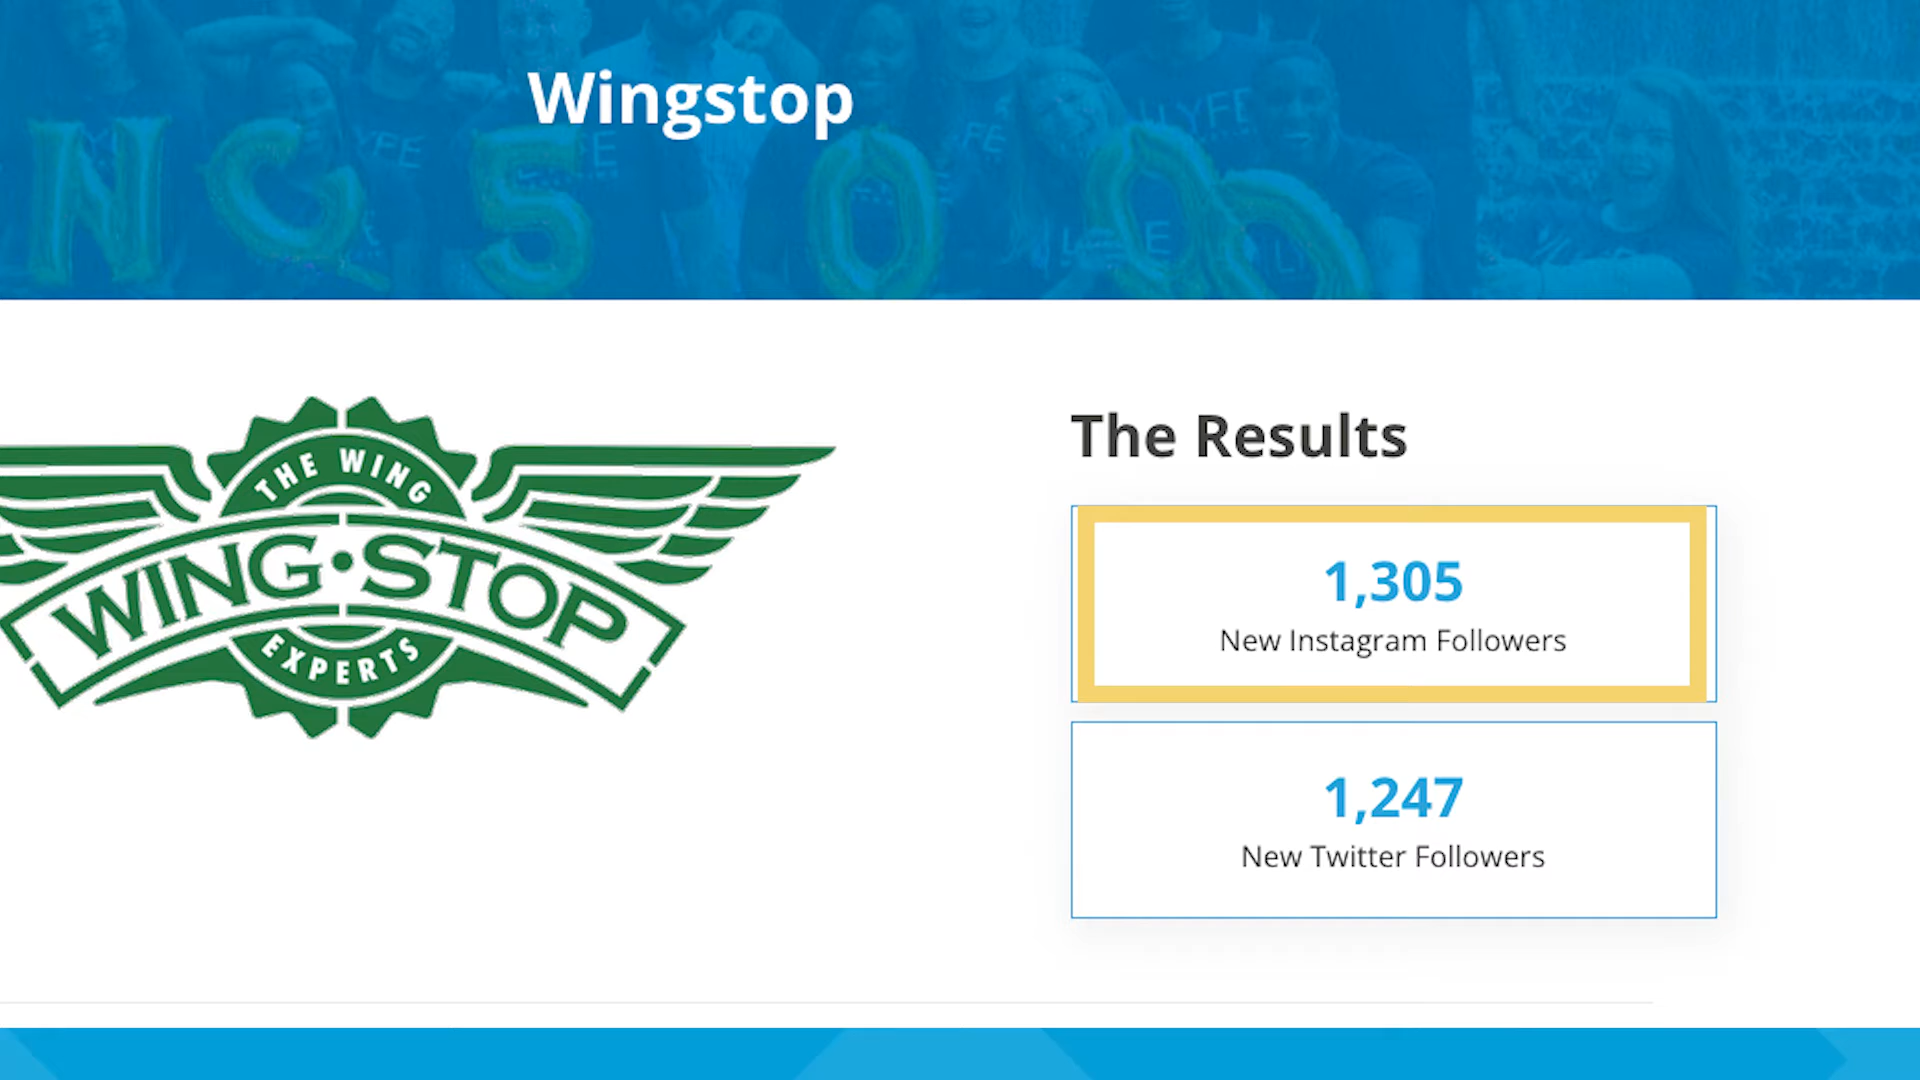 Wingstop
THE WING
WING·STOP
EXPERTS
The Results
1,305
New Instagram Followers
1,247
New Twitter Followers